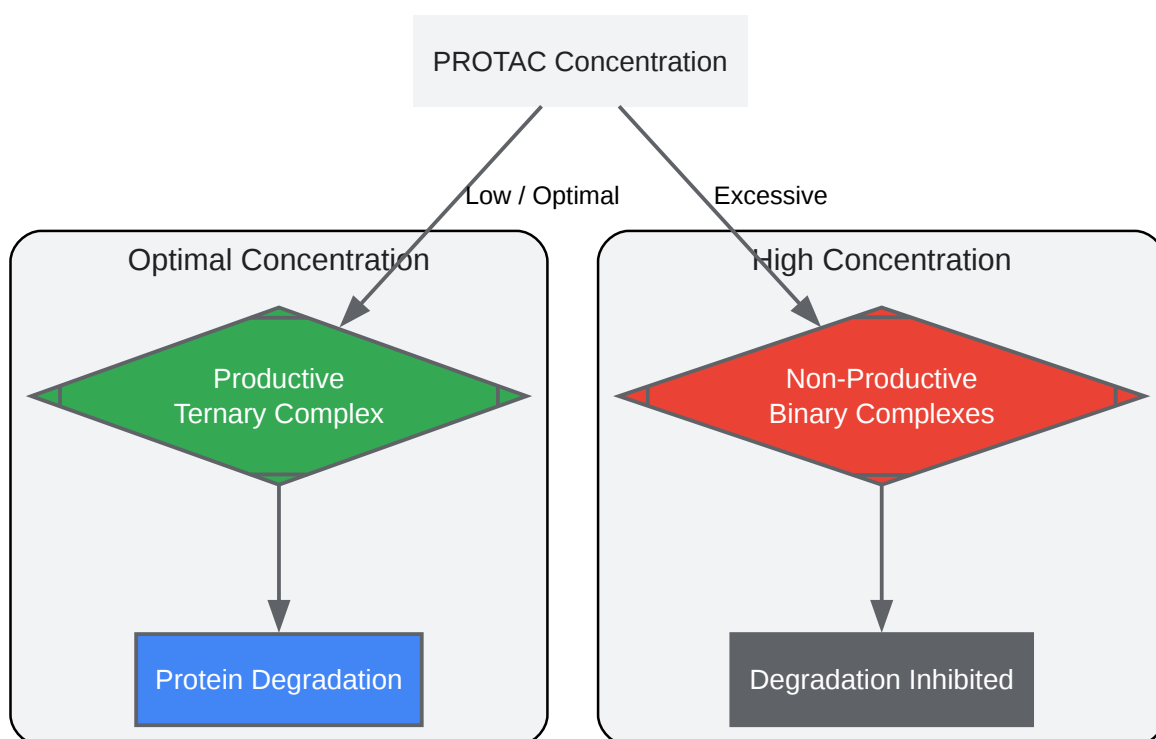 PROTAC Concentration
Low / Optimal
Excessive
Optimal Concentration
High Concentration
Productive
Ternary Complex
Non-Productive
Binary Complexes
Protein Degradation
Degradation Inhibited